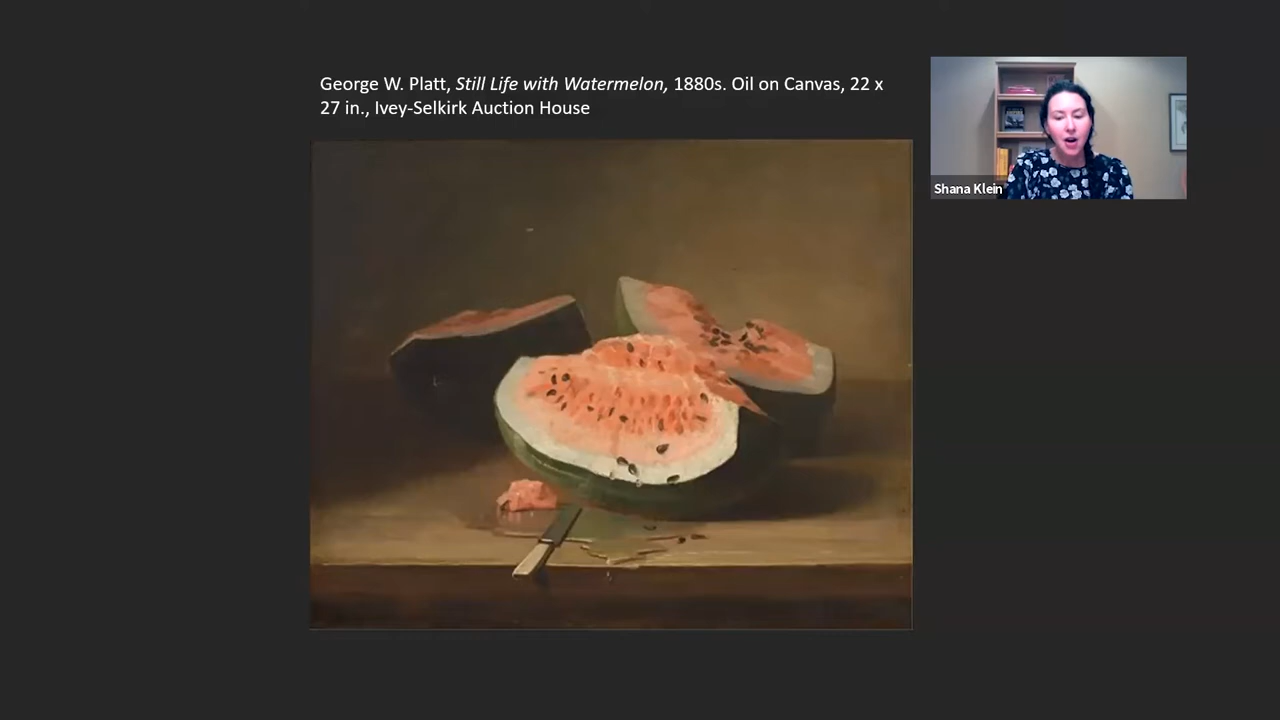 George W. Platt, Still Life with Watermelon, 1880s. Oil on Canvas, 22 x
27 in., Ivey-Selkirk Auction House
Shana Klein